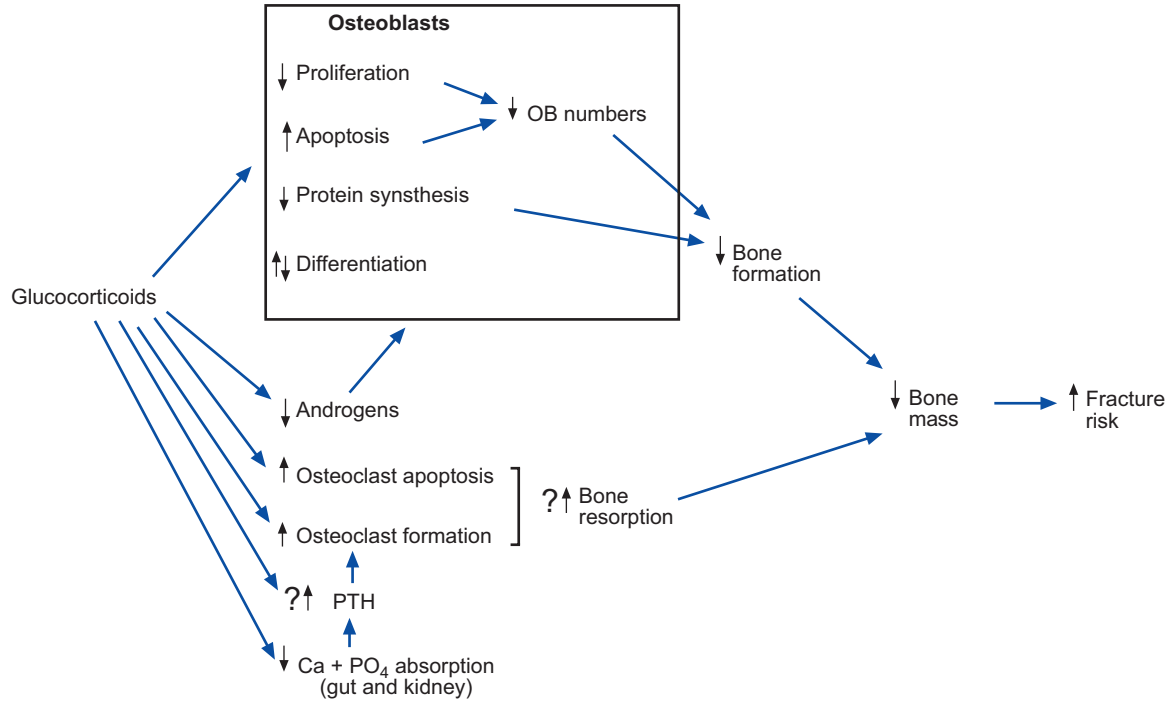 Osteoblasts
↓ Proliferation
↑ Apoptosis
↓ Protein synsthesis
↑↓ Differentiation
↓ OB numbers
↓ Bone
formation
Glucocorticoids
↓ Androgens
↑ Osteoclast apoptosis
↑ Osteoclast formation
?↑ PTH
↓ Ca + PO₄ absorption
(gut and kidney)
?↑ Bone
resorption
↓ Bone
mass
↑ Fracture
risk